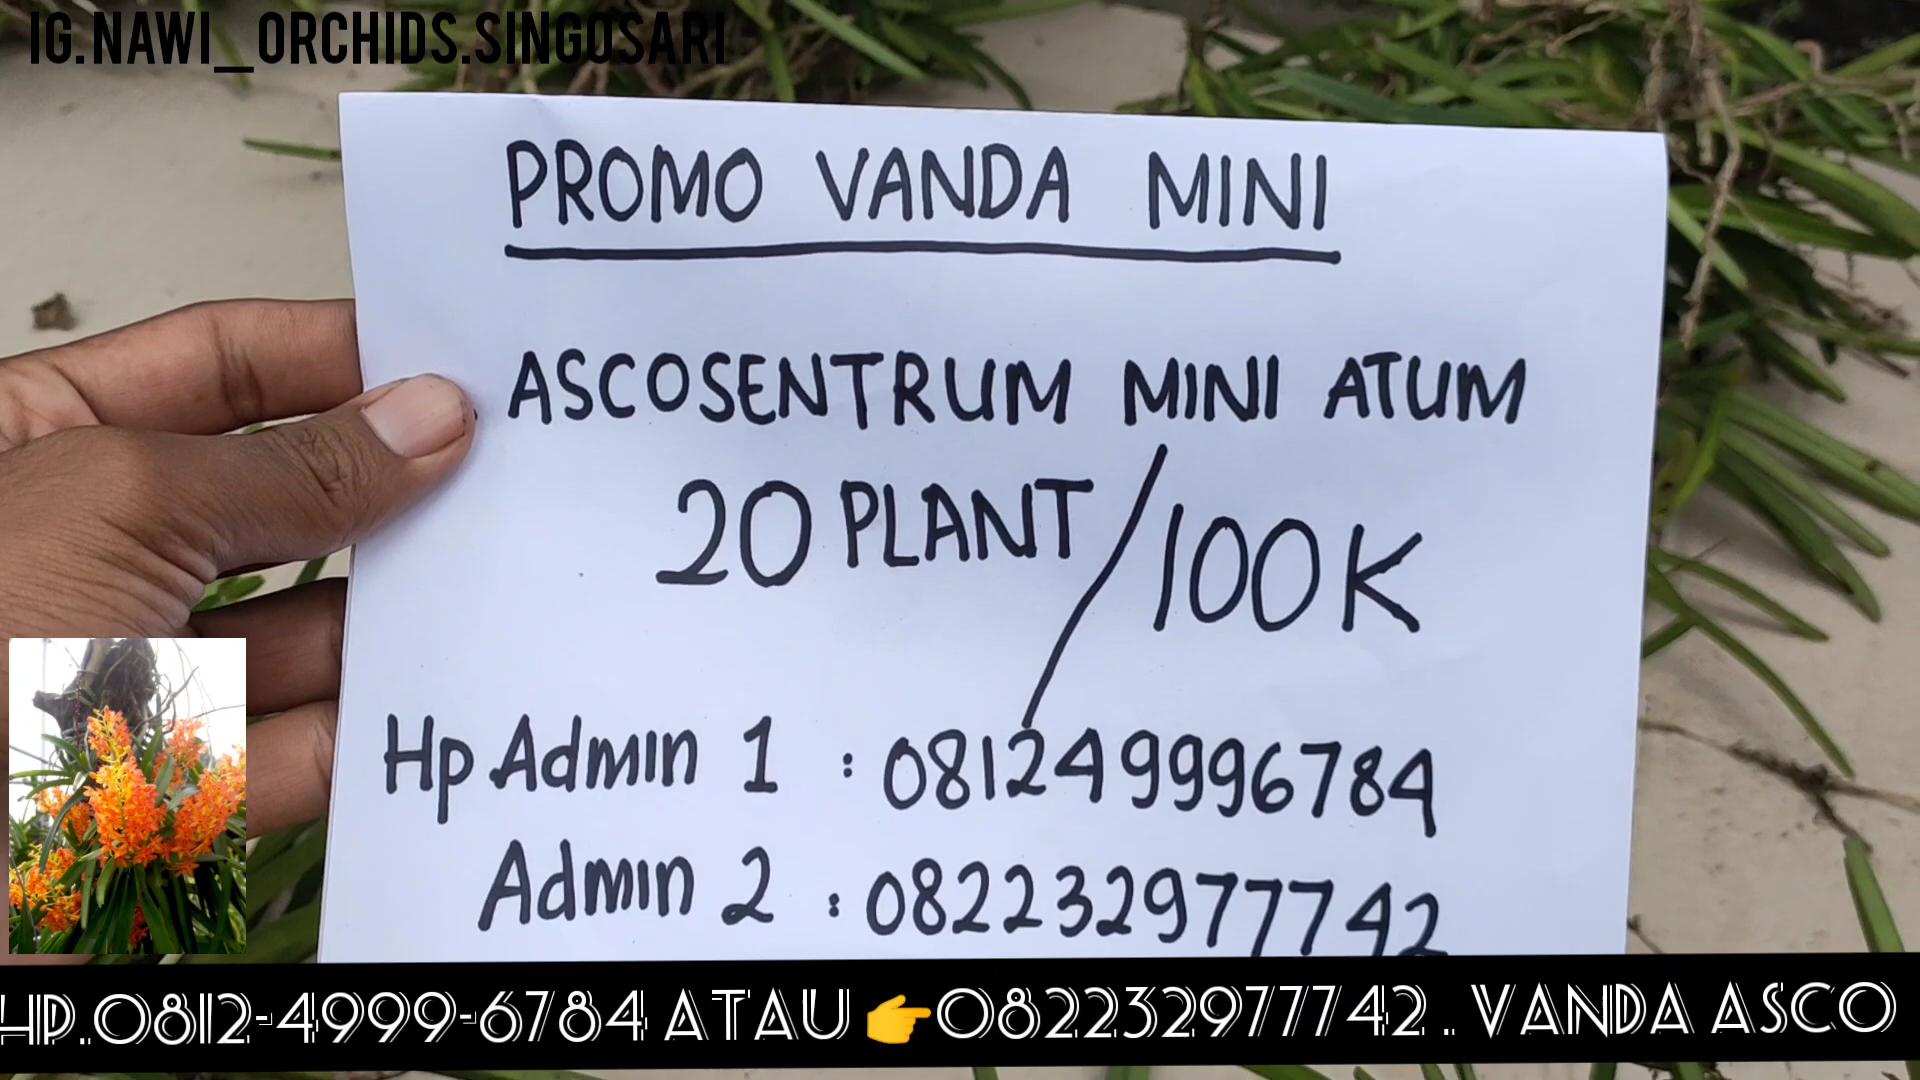 IG.NAWI_ORCHIDS.SINGOSARI
PROMO VANDA MINI
ASCOSENTRUM MINI ATUM
20 PLANT / 100 K
Hp Admin 1 : 081249996784
Admin 2 : 082232977742
HP.0812-4999-6784 ATAU 👉082232977742. VANDA ASCO